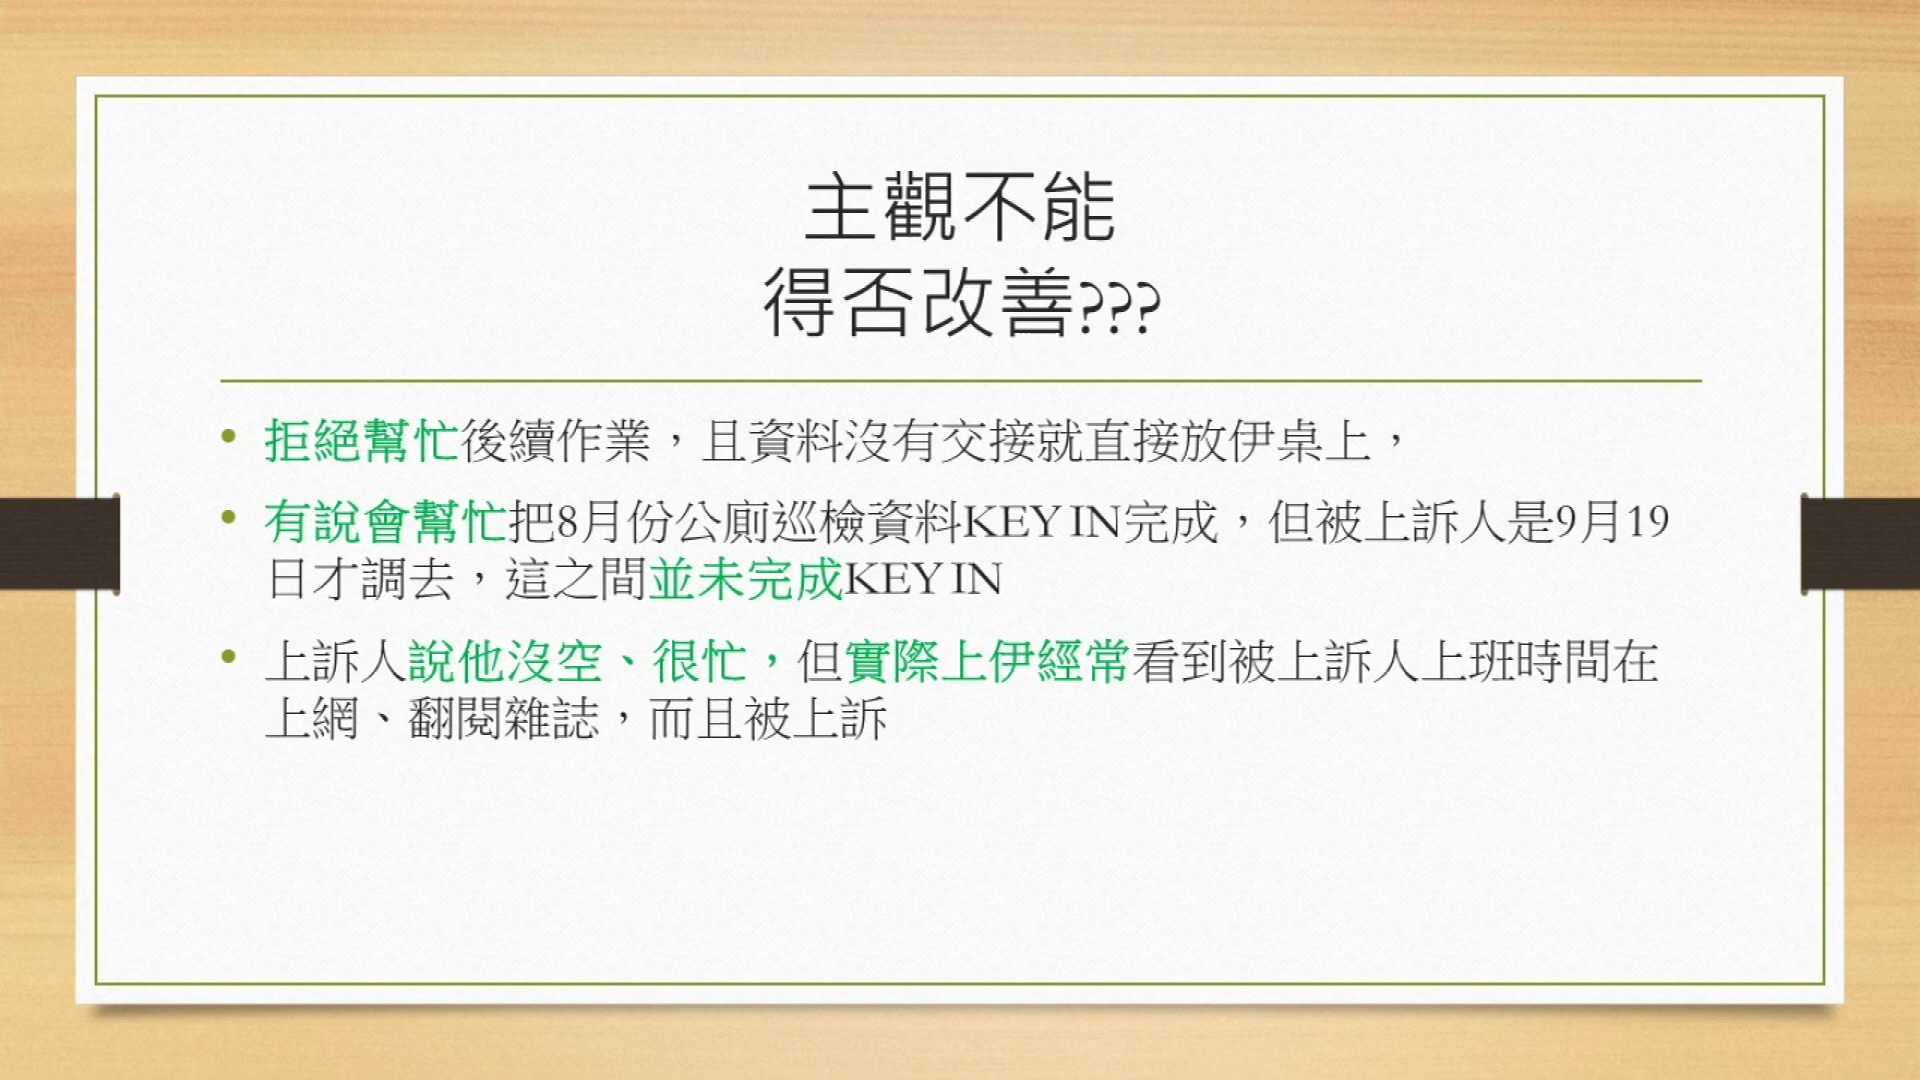 主觀不能
得否改善???
• 拒絕幫忙後續作業，且資料沒有交接就直接放伊桌上，
• 有說會幫忙把8月份公廁巡檢資料KEY IN完成，但被上訴人是9月19
日才調去，這之間並未完成KEY IN
• 上訴人說他沒空、很忙，但實際上伊經常看到被上訴人上班時間在
上網、翻閱雜誌，而且被上訴